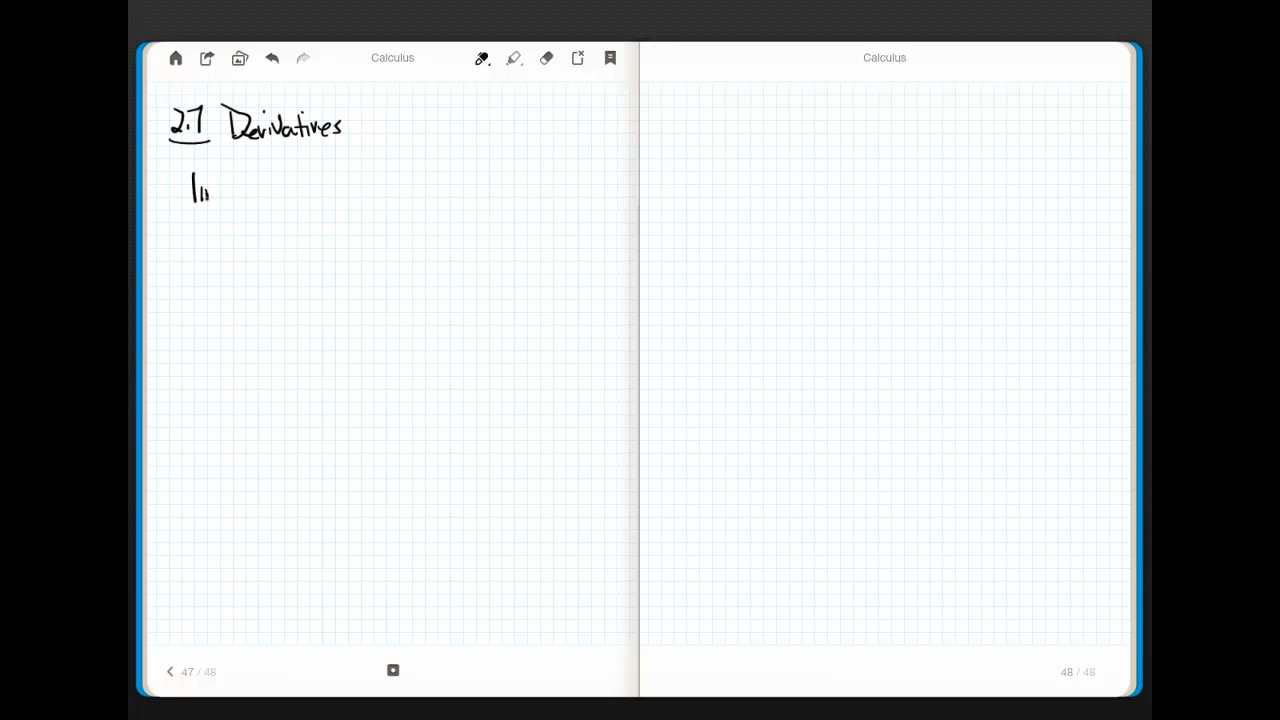 Calculus
Calculus
2.7 Derivatives
47 / 48
48 / 48